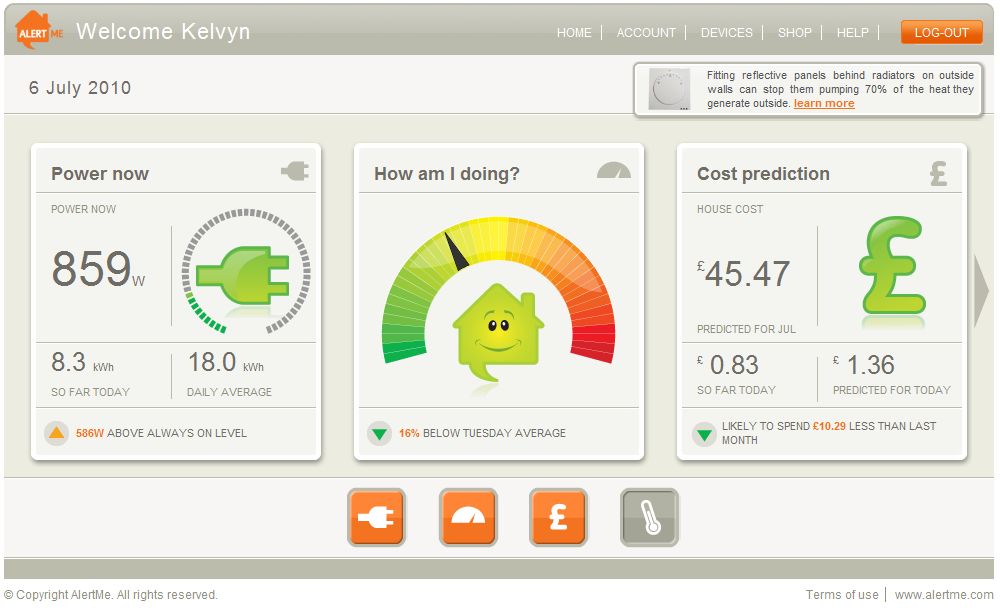 ALERT ME
Welcome Kelvyn
HOME
ACCOUNT
DEVICES
SHOP
HELP
LOG-OUT
6 July 2010
Fitting reflective panels behind radiators on outside
walls can stop them pumping 70% of the heat they
generate outside. learn more
Power now
POWER NOW
859W
8.3 kWh
SO FAR TODAY
18.0 kWh
DAILY AVERAGE
586W ABOVE ALWAYS ON LEVEL
How am I doing?
16% BELOW TUESDAY AVERAGE
Cost prediction
£
HOUSE COST
£45.47
£
PREDICTED FOR JUL
£ 0.83
SO FAR TODAY
£ 1.36
PREDICTED FOR TODAY
LIKELY TO SPEND £10.29 LESS THAN LAST
MONTH
£
© Copyright AlertMe. All rights reserved.
Terms of use
www.alertme.com